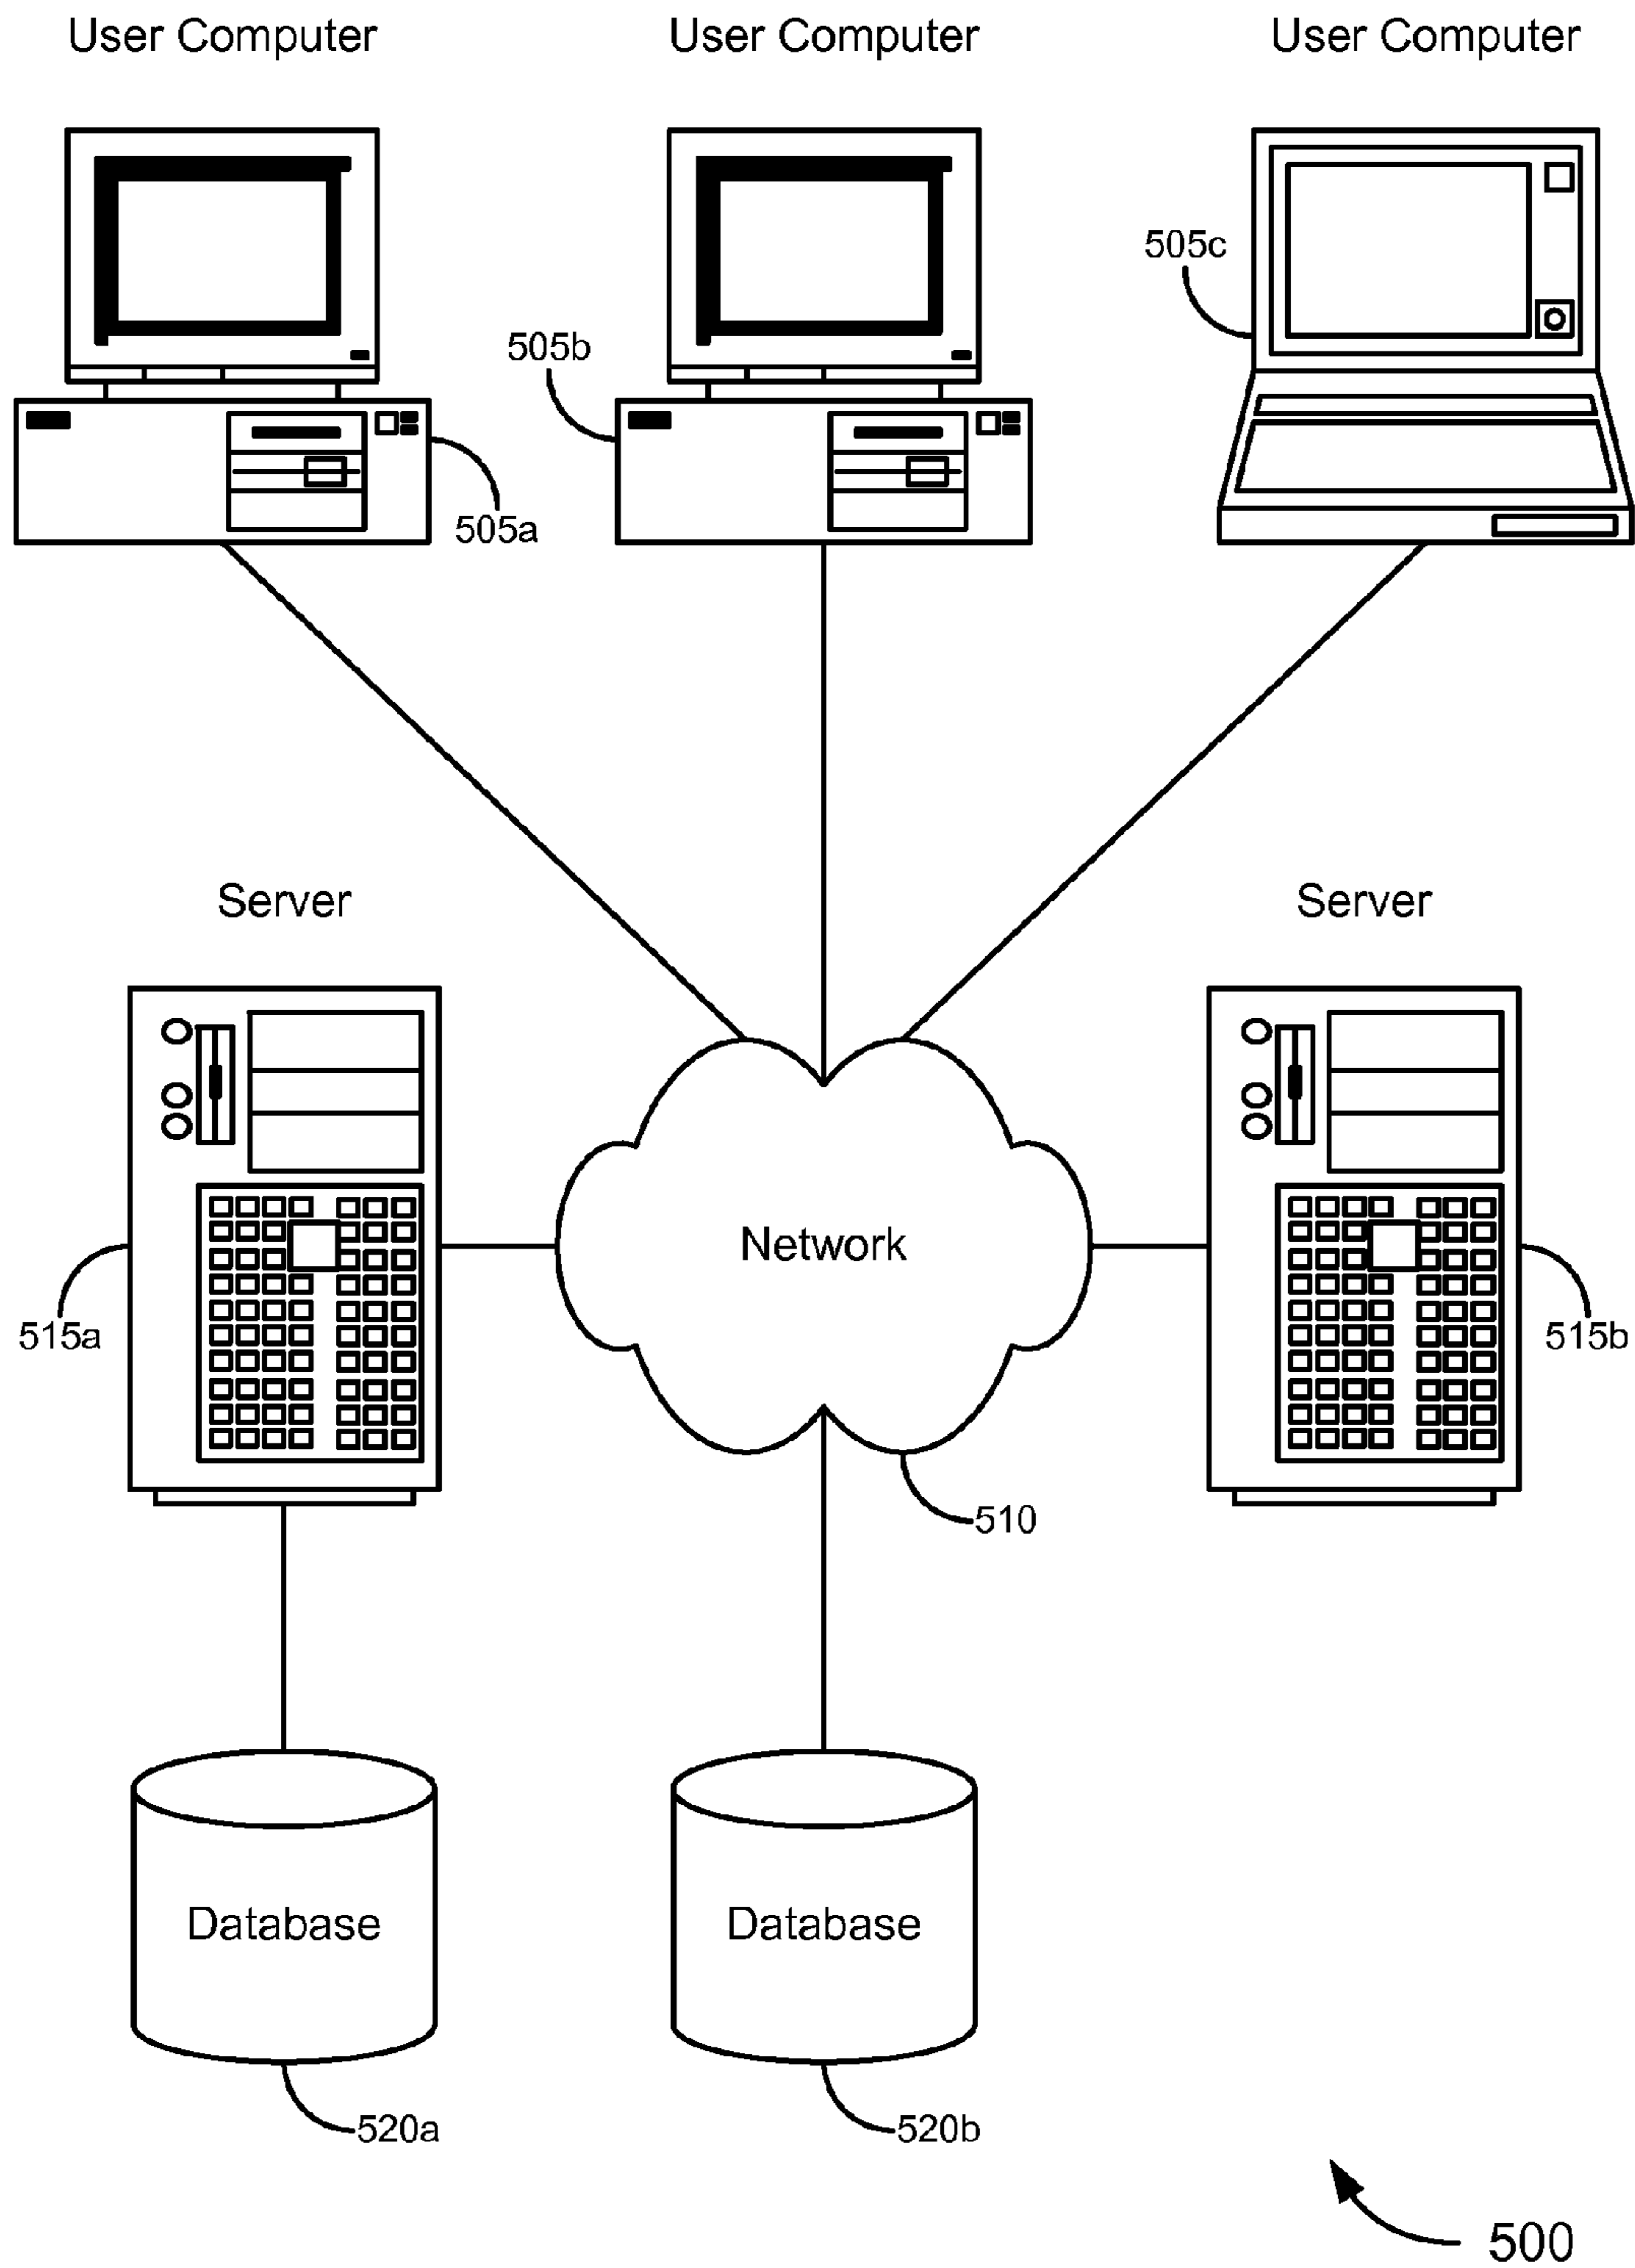 User Computer
User Computer
User Computer
505c
505b
505a
Server
Server
Network
515a
515b
510
Database
Database
520a
520b
500